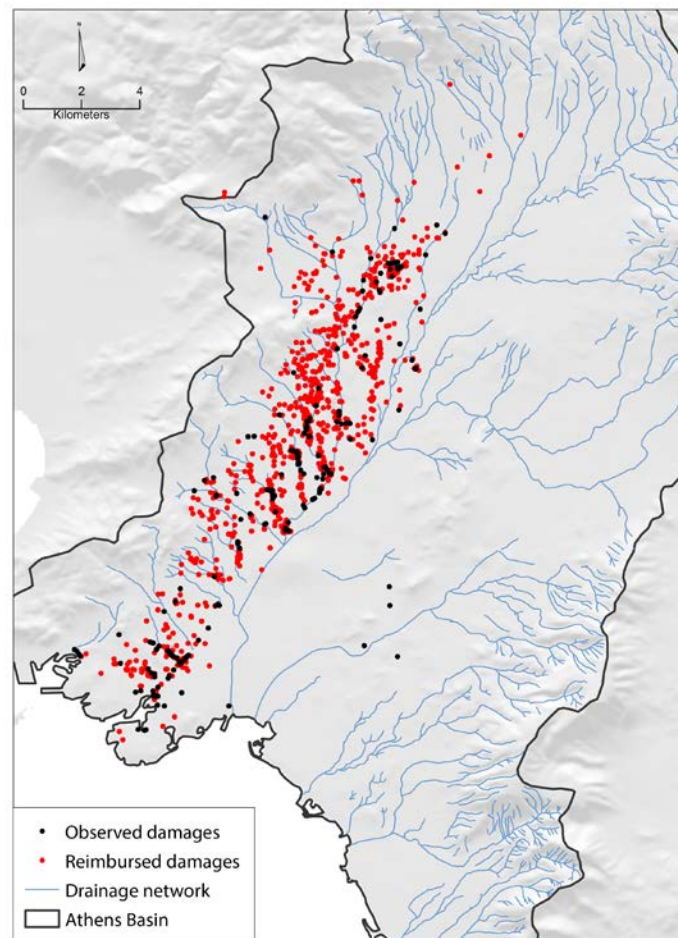 N
0 2 4
Kilometers
Observed damages
Reimbursed damages
Drainage network
Athens Basin